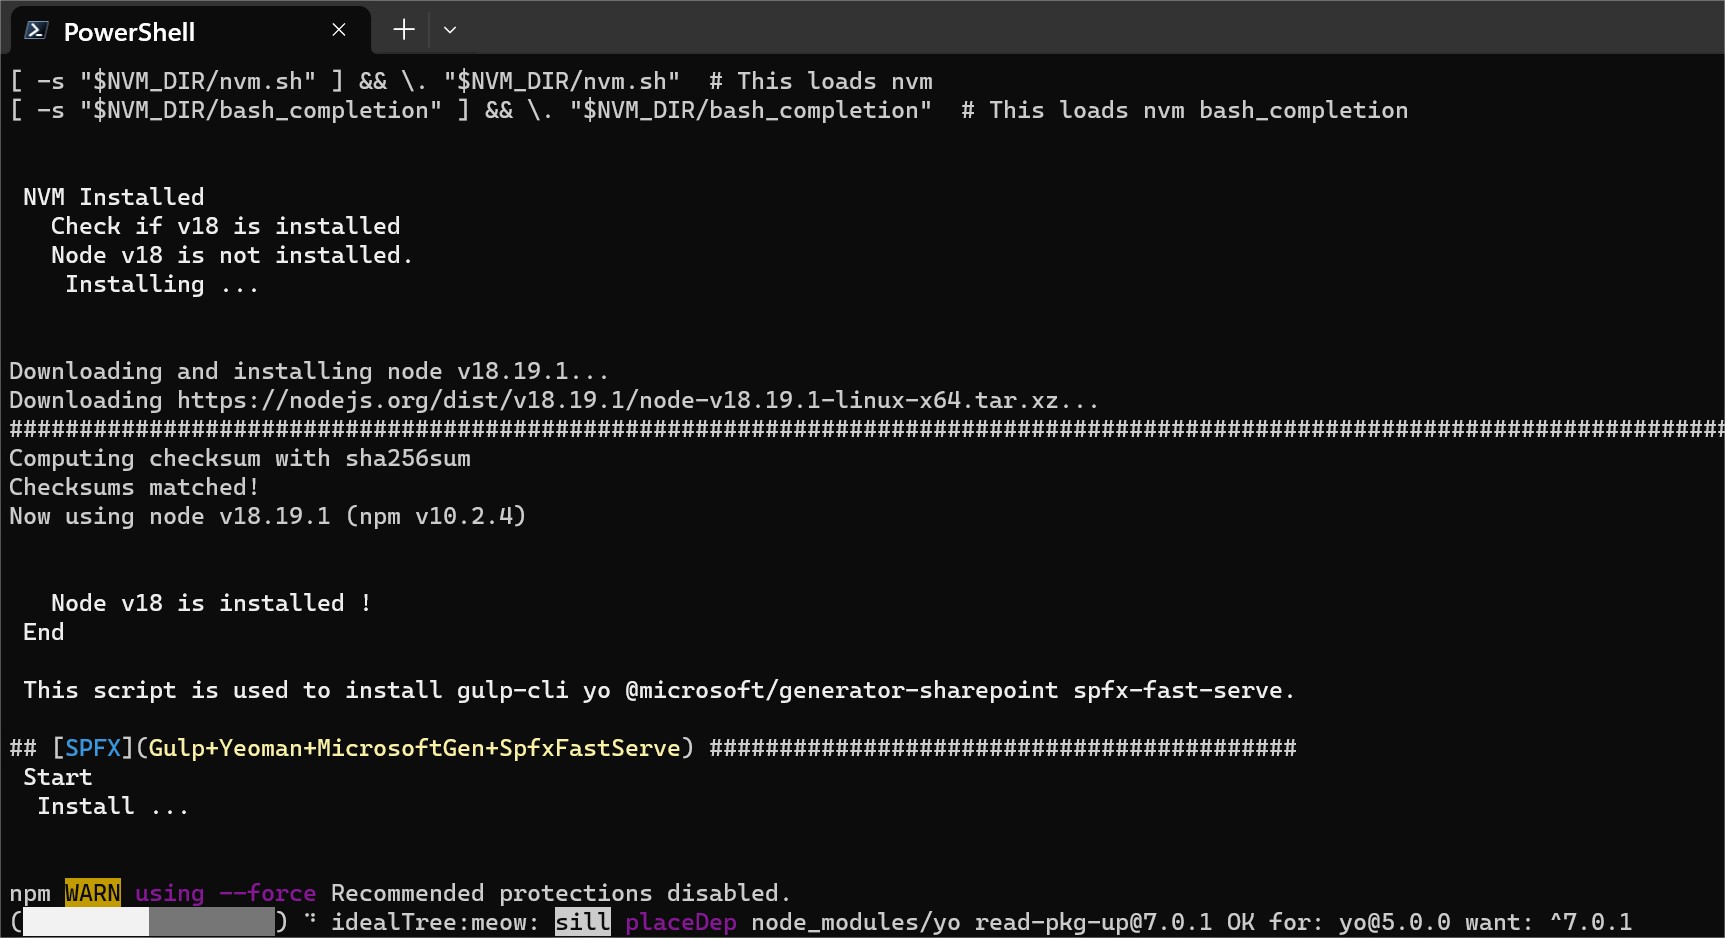 PowerShell
[ -s "$NVM_DIR/nvm.sh" ] && \. "$NVM_DIR/nvm.sh"  # This loads nvm
[ -s "$NVM_DIR/bash_completion" ] && \. "$NVM_DIR/bash_completion"  # This loads nvm bash_completion
NVM Installed
Check if v18 is installed
Node v18 is not installed.
Installing ...
Downloading and installing node v18.19.1...
Downloading https://nodejs.org/dist/v18.19.1/node-v18.19.1-linux-x64.tar.xz...
###########################################################################################################################
Computing checksum with sha256sum
Checksums matched!
Now using node v18.19.1 (npm v10.2.4)
Node v18 is installed !
End
This script is used to install gulp-cli yo @microsoft/generator-sharepoint spfx-fast-serve.
## [SPFX](Gulp+Yeoman+MicrosoftGen+SpfxFastServe) ##########################################
Start
Install ...
npm WARN using --force Recommended protections disabled.
( ) ⠙ idealTree:meow: sill placeDep node_modules/yo read-pkg-up@7.0.1 OK for: yo@5.0.0 want: ^7.0.1